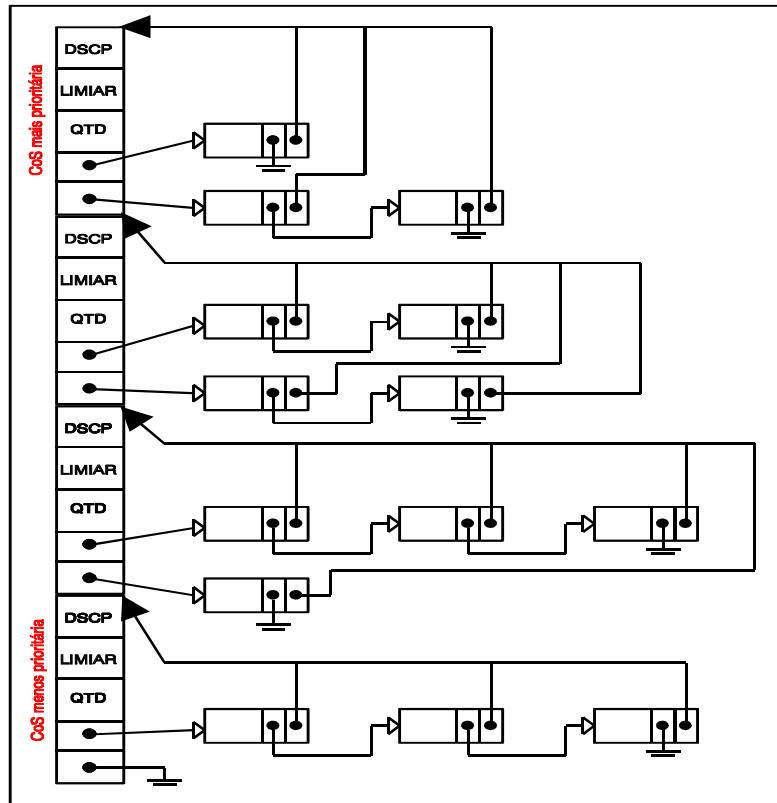 CoS mais prioritária
DSCP
LIMIAR
QTD
DSCP
LIMIAR
QTD
DSCP
LIMIAR
QTD
CoS menos prioritária
DSCP
LIMIAR
QTD